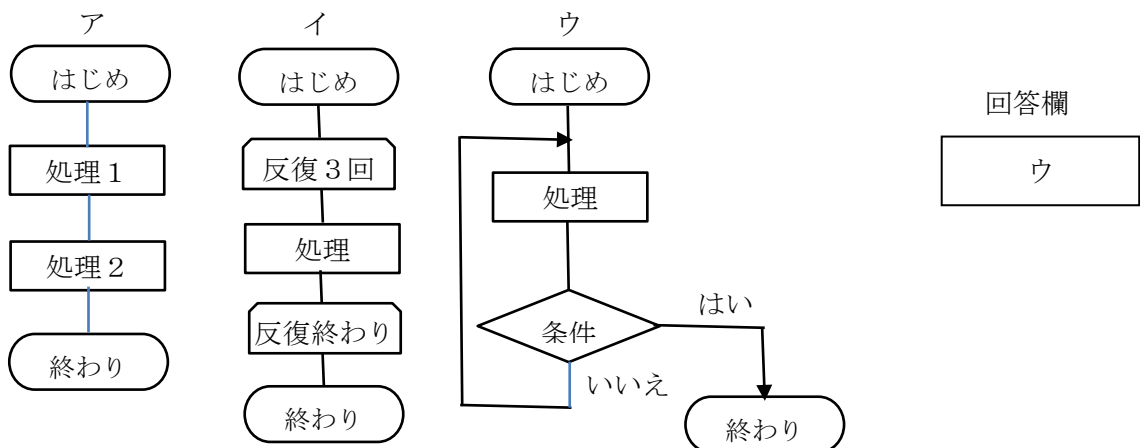 ア
はじめ
処理１
処理２
終わり
イ
はじめ
反復３回
処理
反復終わり
終わり
ウ
はじめ
処理
条件
はい
いいえ
終わり
回答欄
ウ